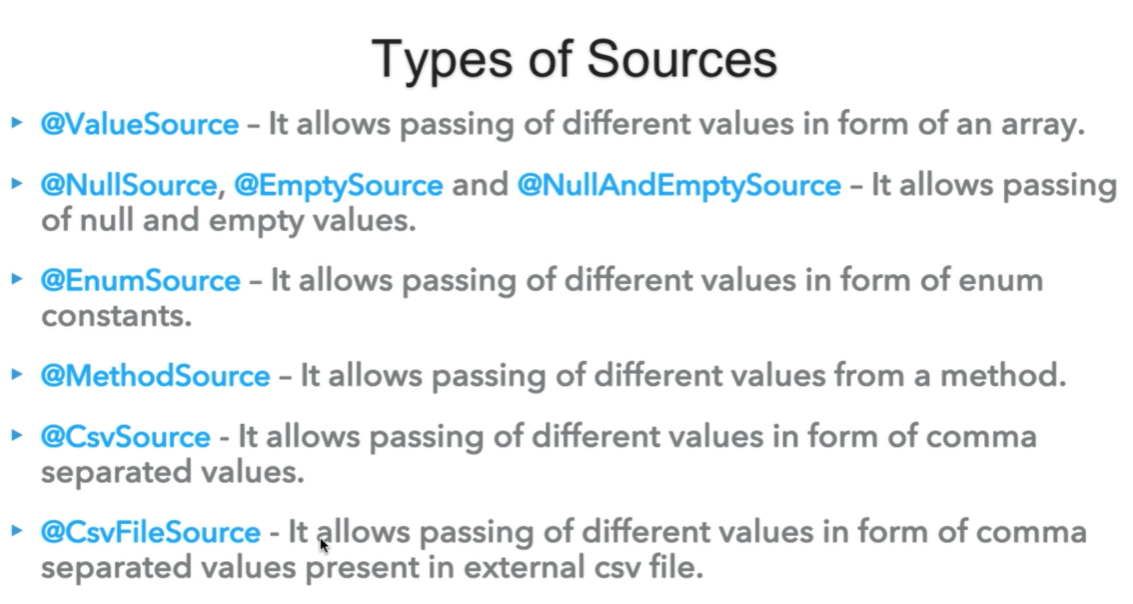 Types of Sources
@ValueSource – It allows passing of different values in form of an array.
@NullSource, @EmptySource and @NullAndEmptySource – It allows passing
of null and empty values.
@EnumSource – It allows passing of different values in form of enum
constants.
@MethodSource – It allows passing of different values from a method.
@CsvSource - It allows passing of different values in form of comma
separated values.
@CsvFileSource - It allows passing of different values in form of comma
separated values present in external csv file.